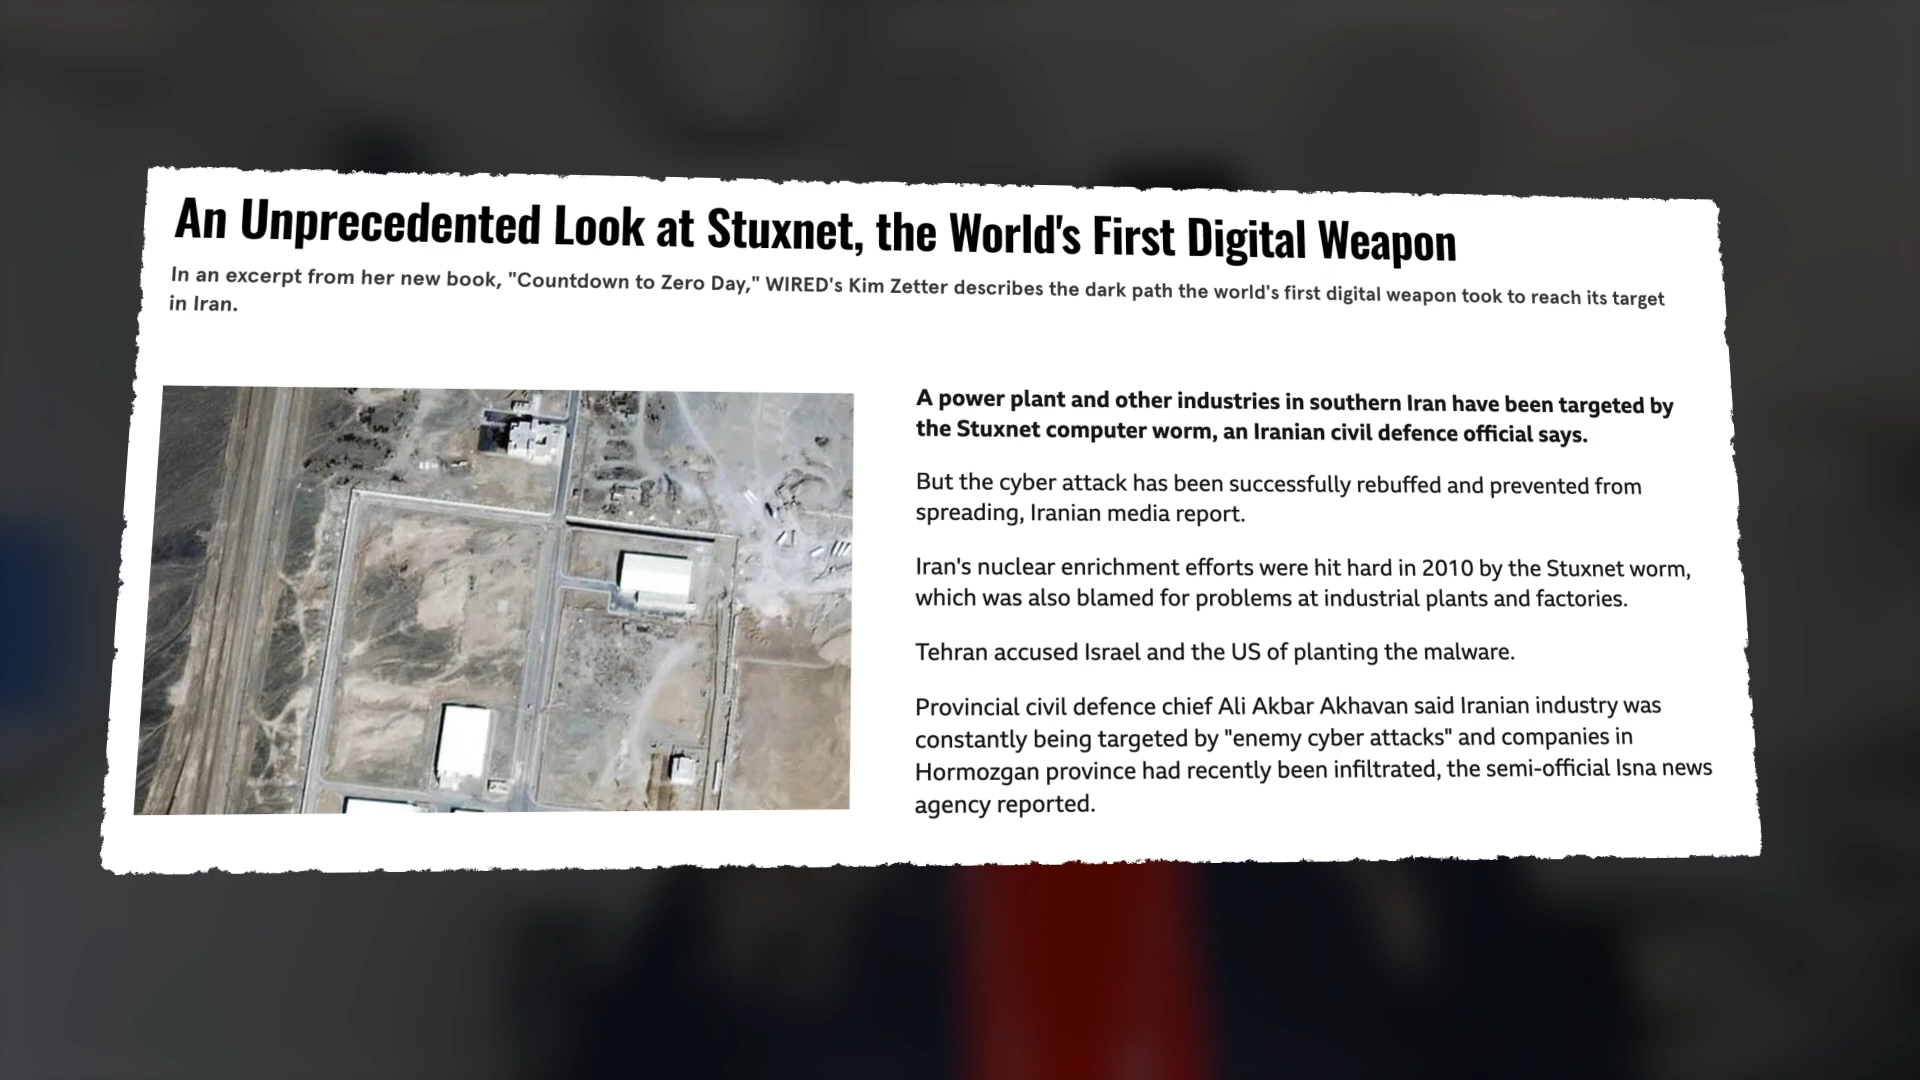 An Unprecedented Look at Stuxnet, the World's First Digital Weapon
In an excerpt from her new book, "Countdown to Zero Day," WIRED's Kim Zetter describes the dark path the world's first digital weapon took to reach its target
in Iran.
A power plant and other industries in southern Iran have been targeted by
the Stuxnet computer worm, an Iranian civil defence official says.
But the cyber attack has been successfully rebuffed and prevented from
spreading, Iranian media report.
Iran's nuclear enrichment efforts were hit hard in 2010 by the Stuxnet worm,
which was also blamed for problems at industrial plants and factories.
Tehran accused Israel and the US of planting the malware.
Provincial civil defence chief Ali Akbar Akhavan said Iranian industry was
constantly being targeted by "enemy cyber attacks" and companies in
Hormozgan province had recently been infiltrated, the semi-official Isna news
agency reported.